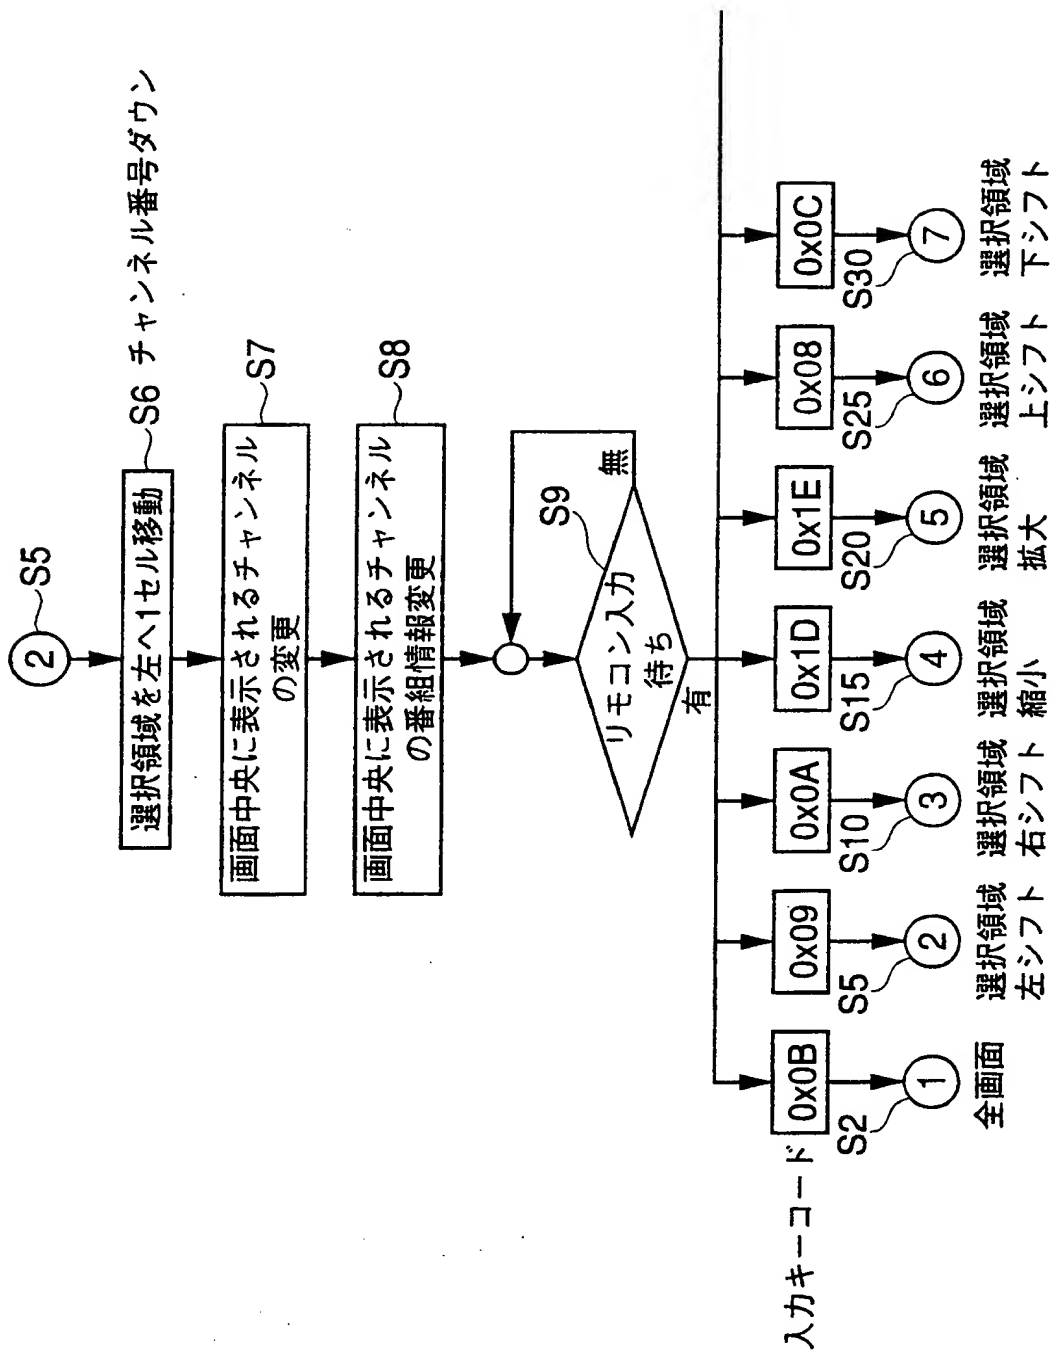 2 S5
選択領域を左へ1セル移動 S6 チャンネル番号ダウン
画面中央に表示されるチャンネル S7
の変更
画面中央に表示されるチャンネル S8
の番組情報変更
リモコン入力 S9
待ち
無
有
入力キーコード 0x0B 0x09 0x0A 0x1D 0x1E 0x08 0x0C
S2 S5 S10 S15 S20 S25 S30
1 2 3 4 5 6 7
全画面 選択領域 選択領域 選択領域 選択領域 選択領域 選択領域
左シフト 右シフト 縮小 拡大 上シフト 下シフト